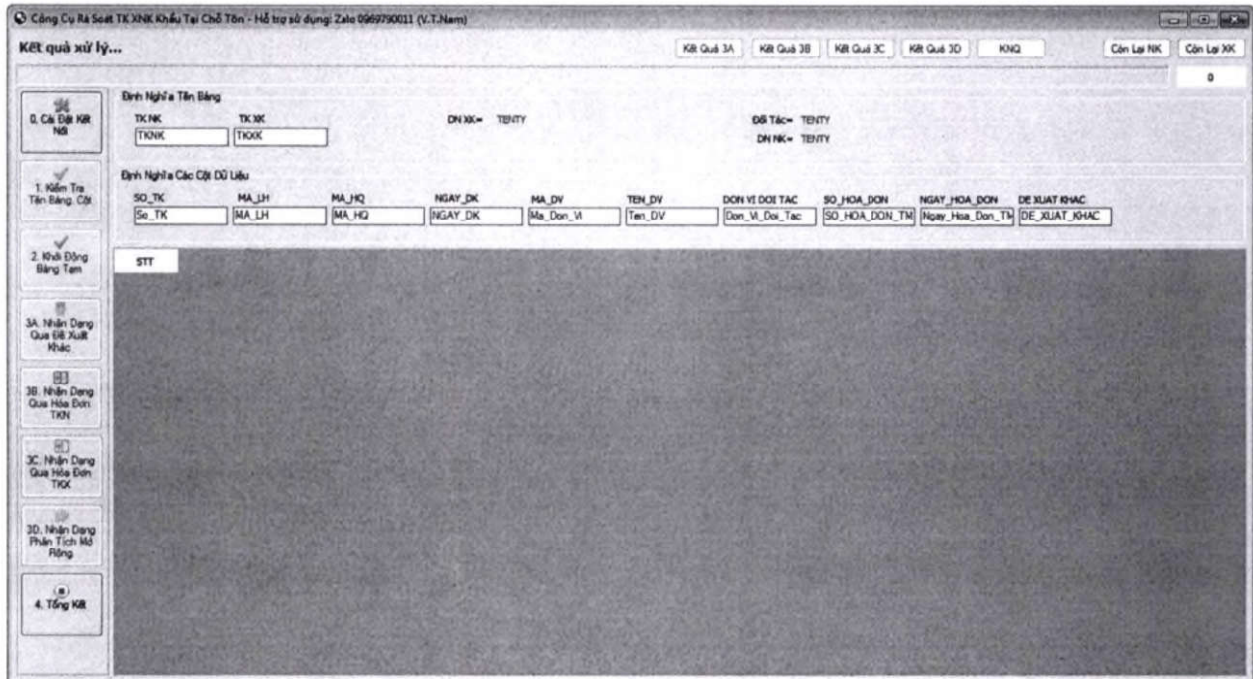 Công Cụ Rà Soát TK XNK Khẩu Tại Chỗ Tồn - Hỗ trợ sử dụng: Zalo 0969790011 (V.T.Nam)
Kết quả xử lý...
Kết Quả 3A
Kết Quả 3B
Kết Quả 3C
Kết Quả 3D
KNQ
Còn Lại NK
Còn Lại XK
0
0. Cài Đặt Kết
Nối
Định Nghĩa Tên Bảng
TK NK
TK XK
DN XK= TENTY
Đối Tác= TENTY
TKNK
TKXK
DN NK= TENTY
1. Kiểm Tra
Tên Bảng, Cột
Định Nghĩa Các Cột Dữ Liệu
SO_TK
MA_LH
MA_HQ
NGAY_DK
MA_DV
TEN_DV
DON VI DOI TAC
SO_HOA_DON
NGAY_HOA_DON
DE XUAT KHAC
So_TK
MA_LH
MA_HQ
NGAY_DK
Ma_Don_Vi
Ten_DV
Don_Vi_Doi_Tac
SO_HOA_DON_TM
Ngay_Hoa_Don_TM
DE_XUAT_KHAC
2. Khởi Động
Bảng Tạm
STT
3A. Nhận Dạng
Qua Đề Xuất
Khác
3B. Nhận Dạng
Qua Hóa Đơn
TKN
3C. Nhận Dạng
Qua Hóa Đơn
TKX
3D. Nhận Dạng
Phân Tích Mở
Rộng
4. Tổng Kết